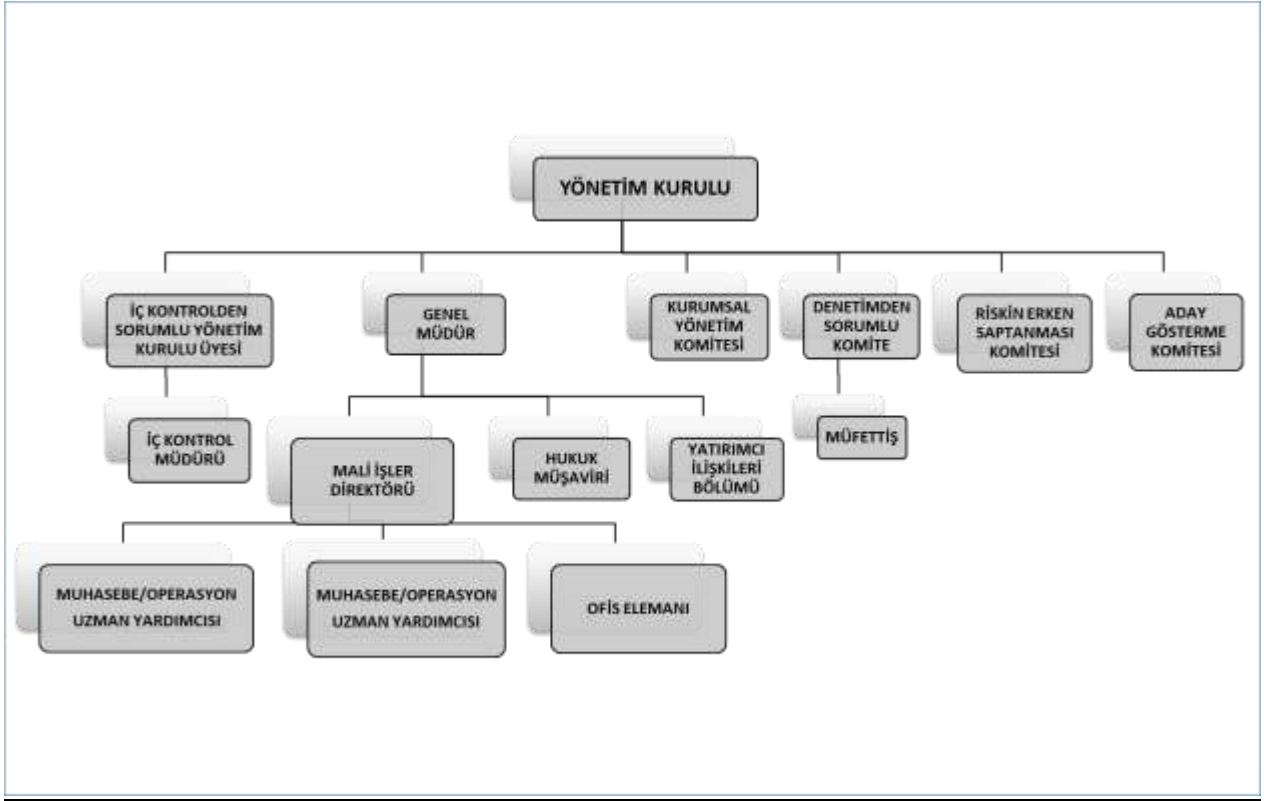 YÖNETİM KURULU
İÇ KONTROLDEN
SORUMLU YÖNETİM
KURULU ÜYESİ
GENEL
MÜDÜR
KURUMSAL
YÖNETİM
KOMİTESİ
DENETİMDEN
SORUMLU
KOMİTE
RİSKİN ERKEN
SAPTANMASI
KOMİTESİ
ADAY
GÖSTERME
KOMİTESİ
İÇ KONTROL
MÜDÜRÜ
MALİ İŞLER
DİREKTÖRÜ
HUKUK
MÜŞAVİRİ
YATIRIMCI
İLİŞKİLERİ
BÖLÜMÜ
MÜFETTİŞ
MUHASEBE/OPERASYON
UZMAN YARDIMCISI
MUHASEBE/OPERASYON
UZMAN YARDIMCISI
OFİS ELEMANI